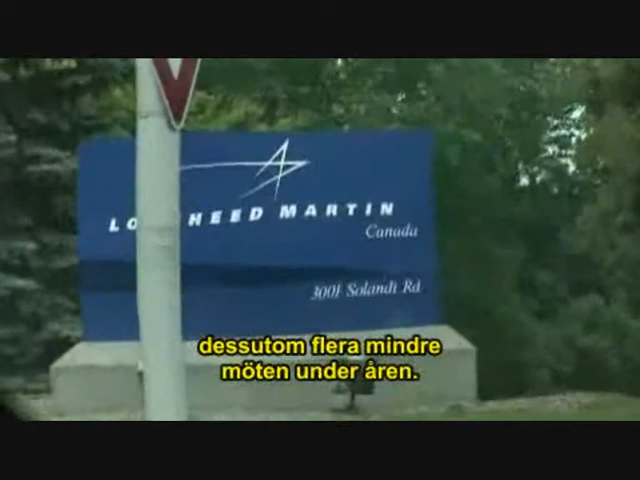 LO HEED MARTIN
Canada
3001 Solandt Rd
dessutom flera mindre
möten under åren.